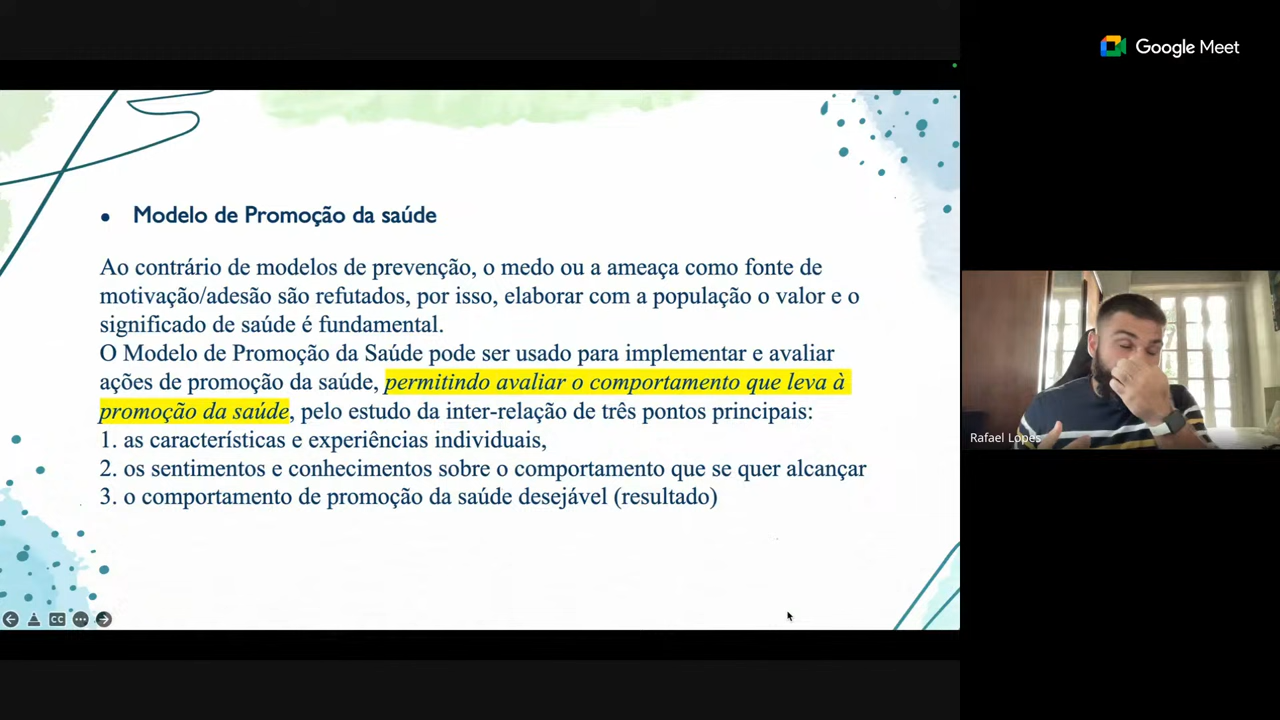 Google Meet
• Modelo de Promoção da saúde
Ao contrário de modelos de prevenção, o medo ou a ameaça como fonte de
motivação/adesão são refutados, por isso, elaborar com a população o valor e o
significado de saúde é fundamental.
O Modelo de Promoção da Saúde pode ser usado para implementar e avaliar
ações de promoção da saúde, permitindo avaliar o comportamento que leva à
promoção da saúde, pelo estudo da inter-relação de três pontos principais:
1. as características e experiências individuais,
2. os sentimentos e conhecimentos sobre o comportamento que se quer alcançar
3. o comportamento de promoção da saúde desejável (resultado)
Rafael Lopes
CC